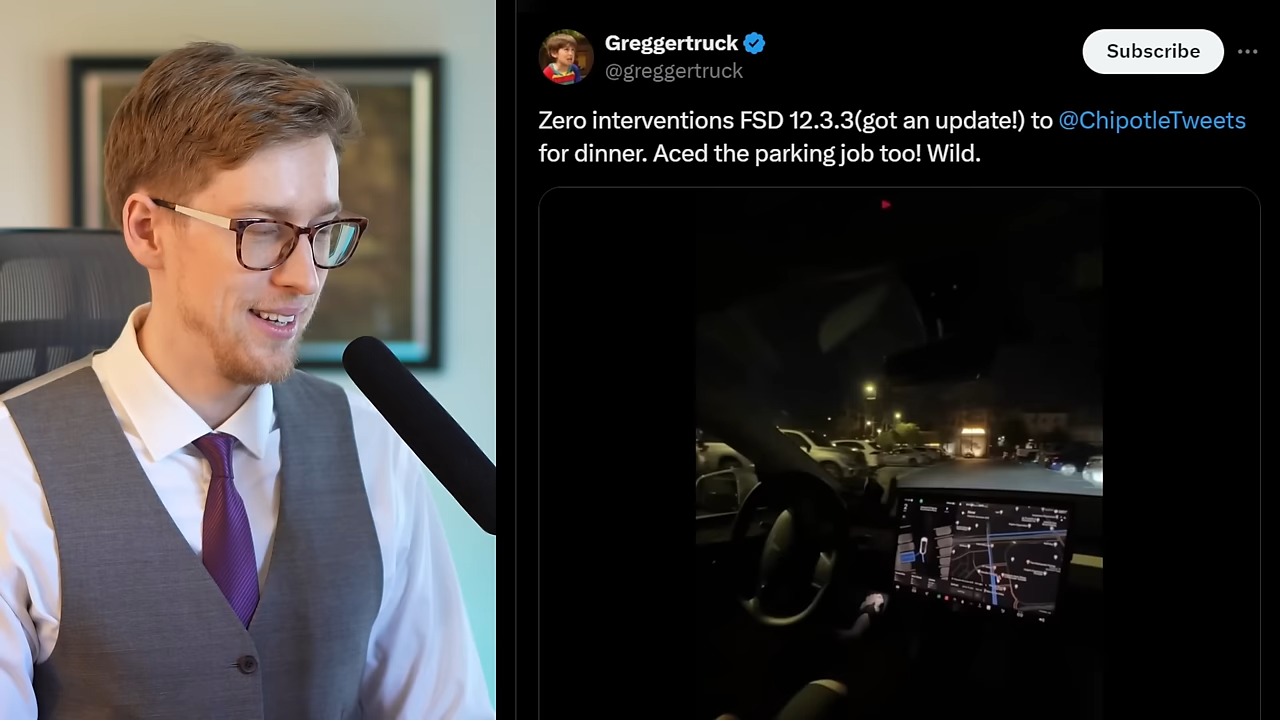 Greggertruck
Subscribe
@greggertruck
Zero interventions FSD 12.3.3(got an update!) to @ChipotleTweets
for dinner. Aced the parking job too! Wild.